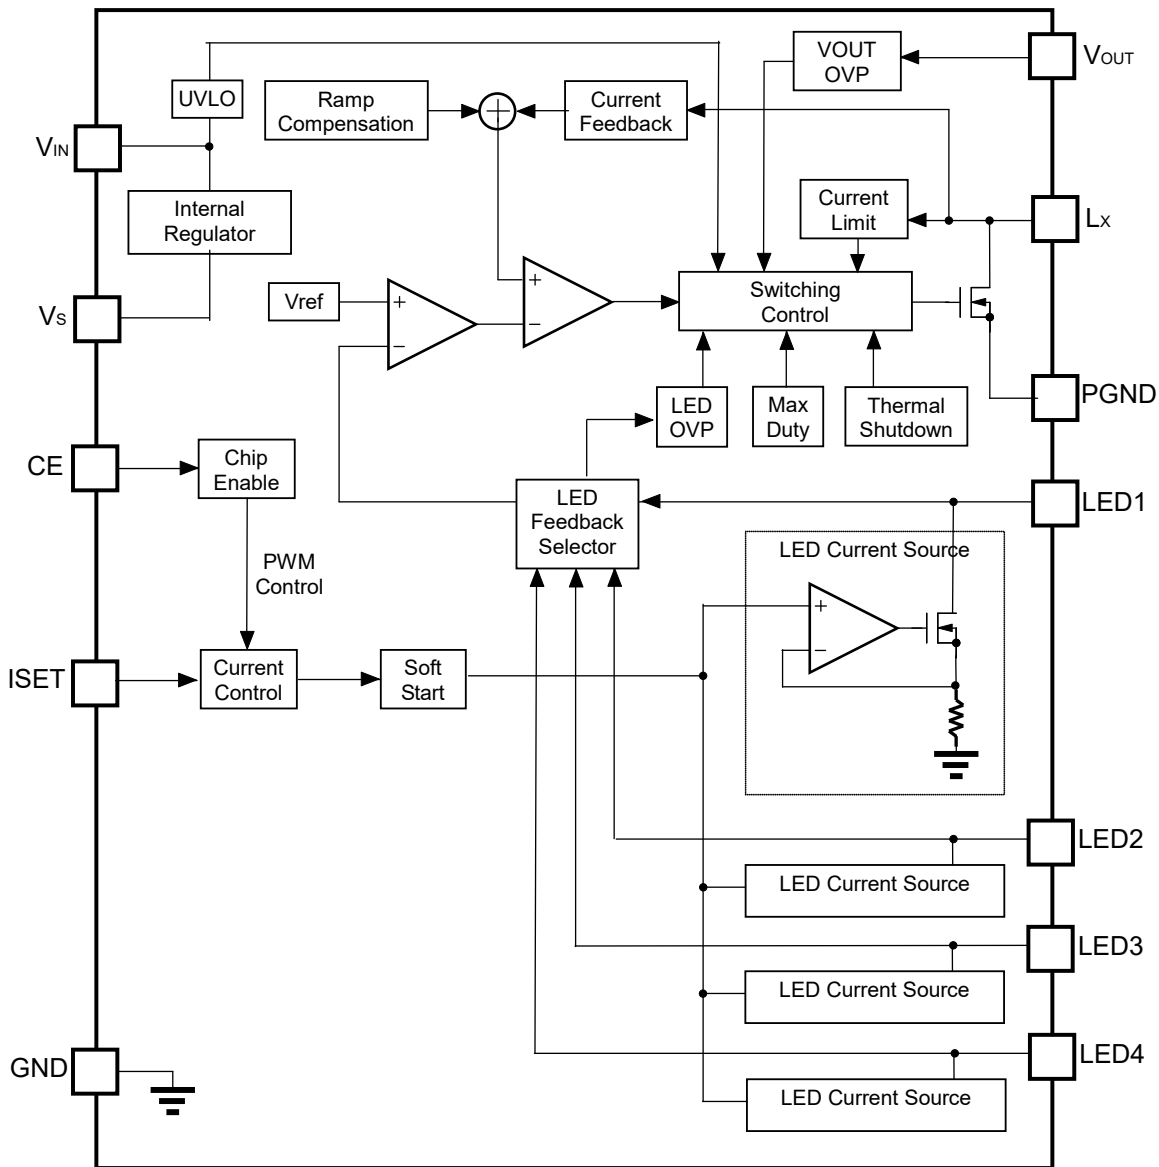 VOUT
OVP
VOUT
UVLO
Ramp
Compensation
+
Current
Feedback
VIN
Internal
Regulator
Current
Limit
LX
VS
Vref
+
−
+
−
Switching
Control
PGND
LED
OVP
Max
Duty
Thermal
Shutdown
CE
Chip
Enable
LED
Feedback
Selector
LED1
PWM
Control
LED Current Source
+
−
ISET
Current
Control
Soft
Start
LED2
LED Current Source
LED3
LED Current Source
LED4
GND
LED Current Source